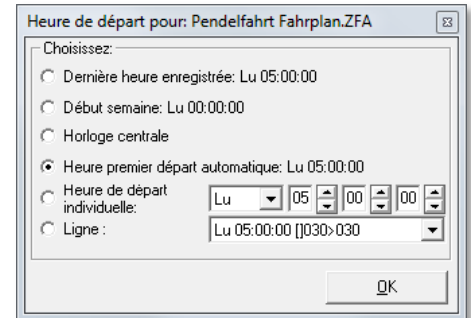 Heure de départ pour: Pendelfahrt Fahrplan.ZFA
Choisissez:
Dernière heure enregistrée: Lu 05:00:00
Début semaine: Lu 00:00:00
Horloge centrale
Heure premier départ automatique: Lu 05:00:00
Heure de départ
individuelle: Lu 05 00 00
Ligne : Lu 05:00:00 []030>030
OK